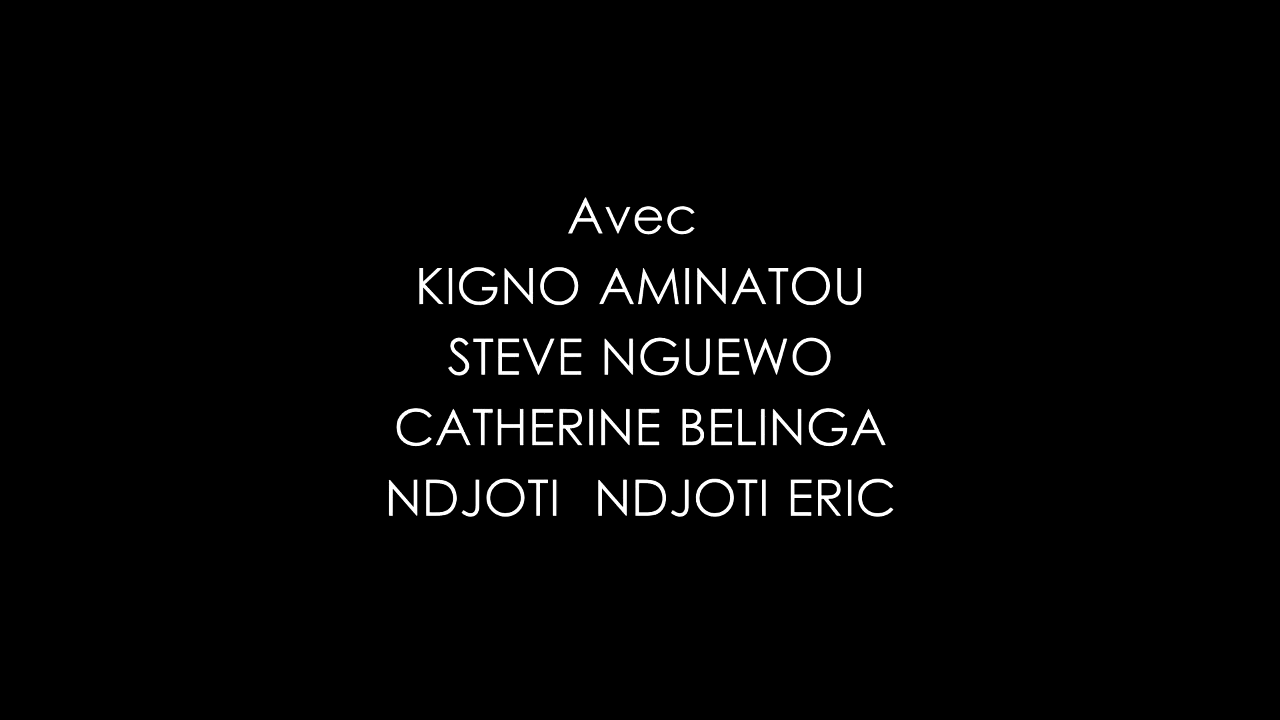 Avec
KIGNO AMINATOU
STEVE NGUEWO
CATHERINE BELINGA
NDJOTI  NDJOTI ERIC